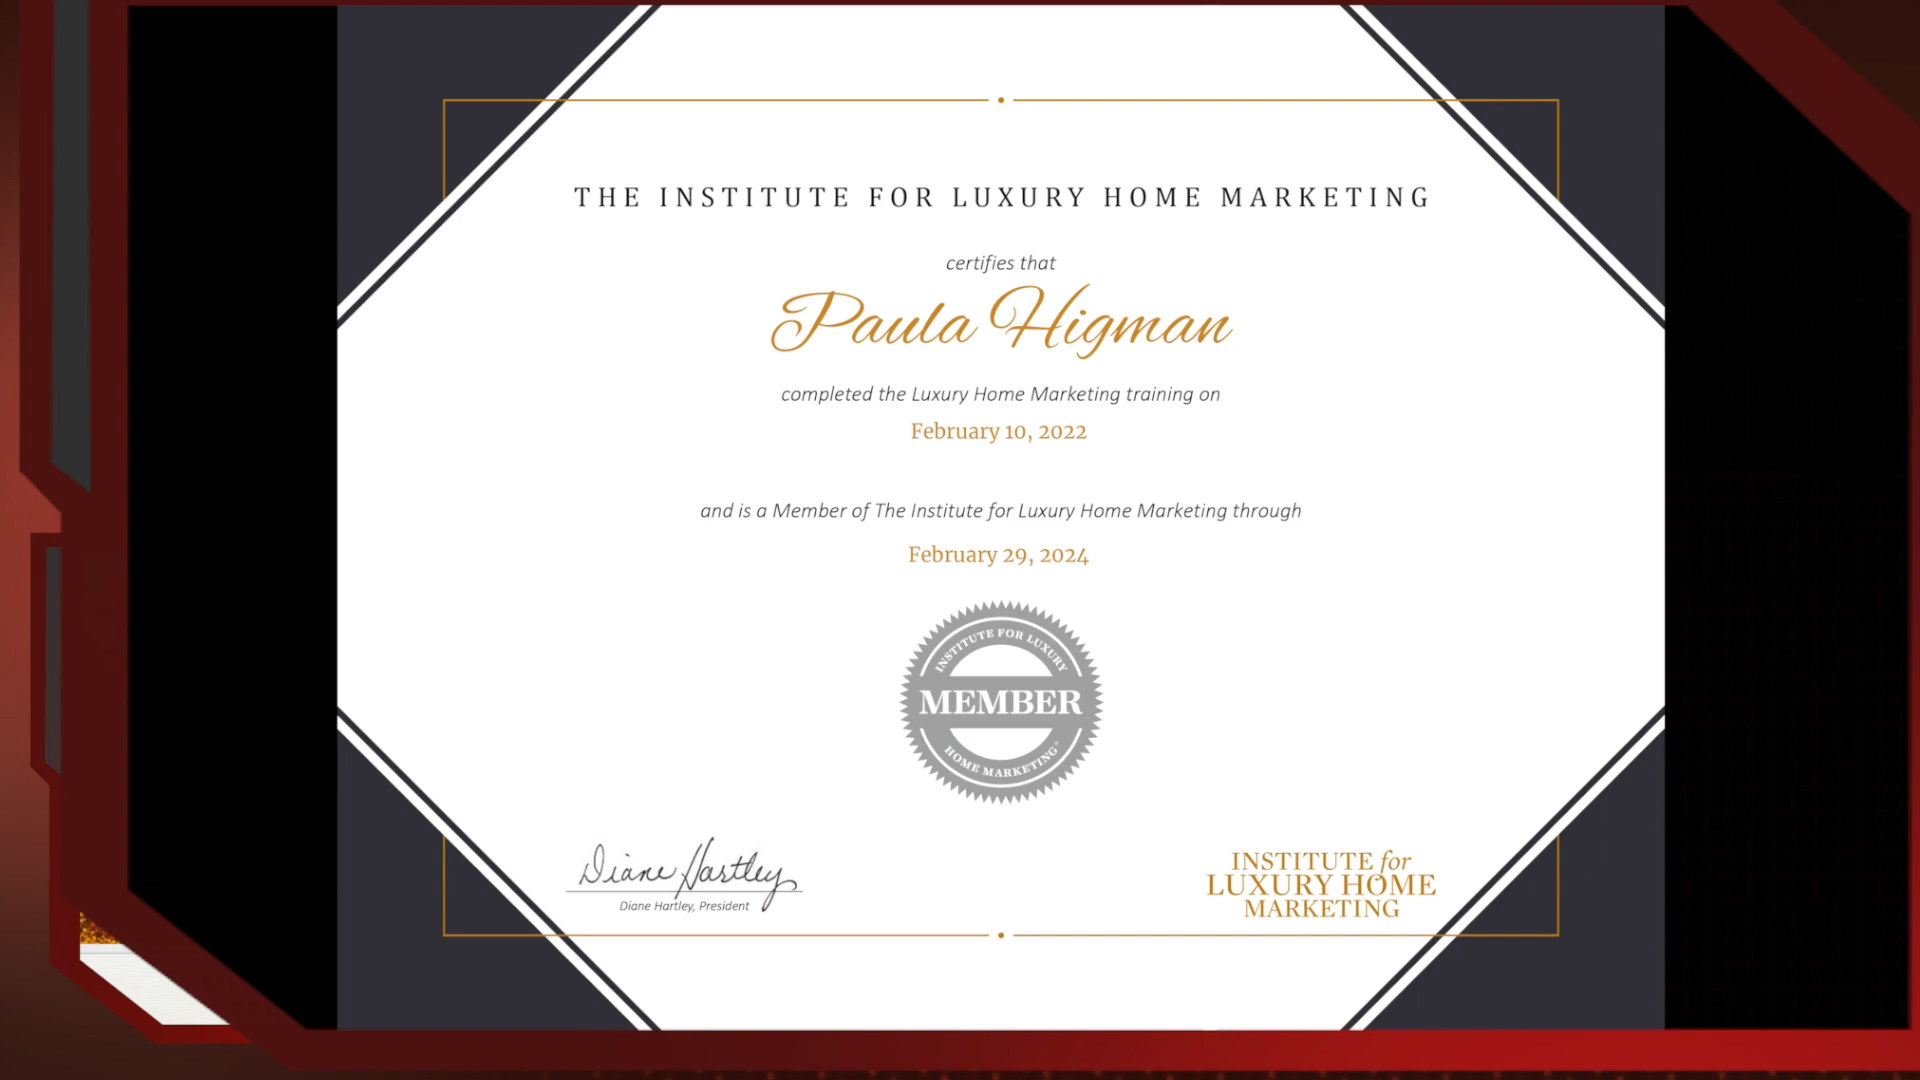 THE INSTITUTE FOR LUXURY HOME MARKETING
certifies that
Paula Higman
completed the Luxury Home Marketing training on
February 10, 2022
and is a Member of The Institute for Luxury Home Marketing through
February 29, 2024
INSTITUTE FOR LUXURY
MEMBER
HOME MARKETING®
Diane Hartley
Diane Hartley, President
INSTITUTE for
LUXURY HOME
MARKETING